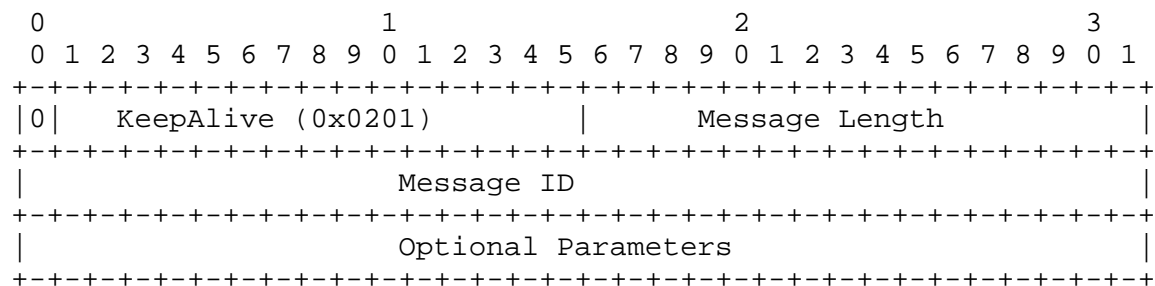 0                   1                   2                   3
 0 1 2 3 4 5 6 7 8 9 0 1 2 3 4 5 6 7 8 9 0 1 2 3 4 5 6 7 8 9 0 1
+-+-+-+-+-+-+-+-+-+-+-+-+-+-+-+-+-+-+-+-+-+-+-+-+-+-+-+-+-+-+-+-+
|0|   KeepAlive (0x0201)        |      Message Length           |
+-+-+-+-+-+-+-+-+-+-+-+-+-+-+-+-+-+-+-+-+-+-+-+-+-+-+-+-+-+-+-+-+
|                     Message ID                                |
+-+-+-+-+-+-+-+-+-+-+-+-+-+-+-+-+-+-+-+-+-+-+-+-+-+-+-+-+-+-+-+-+
|                     Optional Parameters                       |
+-+-+-+-+-+-+-+-+-+-+-+-+-+-+-+-+-+-+-+-+-+-+-+-+-+-+-+-+-+-+-+-+